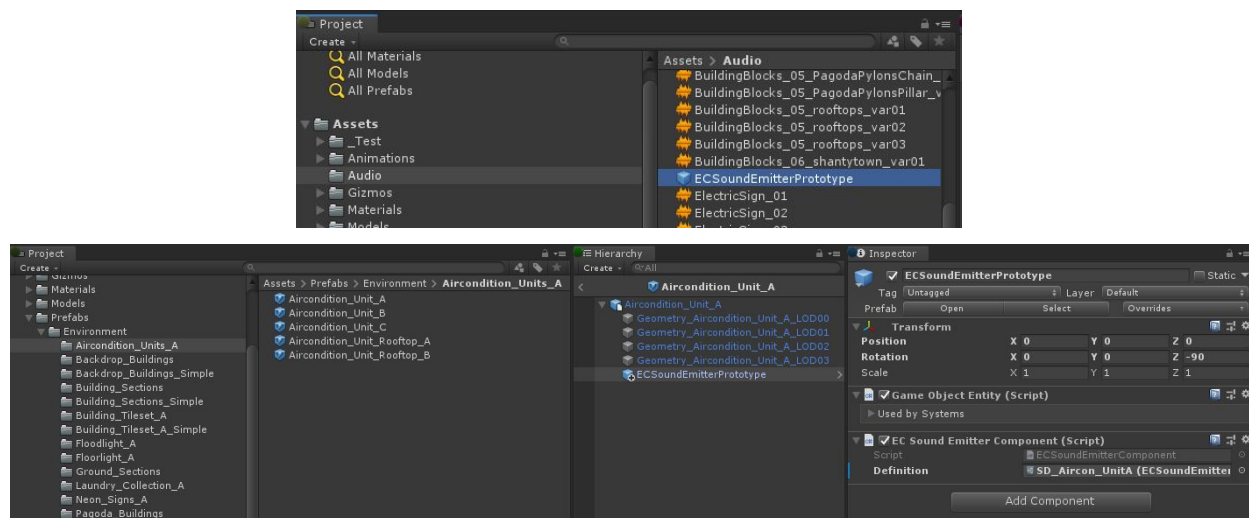 Project
Create
All Materials
All Models
All Prefabs
Assets
_Test
Animations
Audio
Gizmos
Materials
Models
Assets > Audio
BuildingBlocks_05_PagodaPylonsChain_
BuildingBlocks_05_PagodaPylonsPillar_v
BuildingBlocks_05_rooftops_var01
BuildingBlocks_05_rooftops_var02
BuildingBlocks_05_rooftops_var03
BuildingBlocks_06_shantytown_var01
ECSoundEmitterPrototype
ElectricSign_01
ElectricSign_02
Project
Create
Gizmos
Materials
Models
Prefabs
Environment
Aircondition_Units_A
Backdrop_Buildings
Backdrop_Buildings_Simple
Building_Sections
Building_Sections_Simple
Building_Tileset_A
Building_Tileset_A_Simple
Floodlight_A
Floorlight_A
Ground_Sections
Laundry_Collection_A
Neon_Signs_A
Pagoda_Buildings
Assets > Prefabs > Environment > Aircondition_Units_A
Aircondition_Unit_A
Aircondition_Unit_B
Aircondition_Unit_C
Aircondition_Unit_Rooftop_A
Aircondition_Unit_Rooftop_B
Hierarchy
Create All
Aircondition_Unit_A
Aircondition_Unit_A
Geometry_Aircondition_Unit_A_LOD00
Geometry_Aircondition_Unit_A_LOD01
Geometry_Aircondition_Unit_A_LOD02
Geometry_Aircondition_Unit_A_LOD03
ECSoundEmitterPrototype
Inspector
ECSoundEmitterPrototype Static
Tag Untagged Layer Default
Prefab Open Select Overrides
Transform
Position X 0 Y 0 Z 0
Rotation X 0 Y 0 Z -90
Scale X 1 Y 1 Z 1
Game Object Entity (Script)
Used by Systems
EC Sound Emitter Component (Script)
Script ECSoundEmitterComponent
Definition SD_Aircon_UnitA (ECSoundEmitter
Add Component